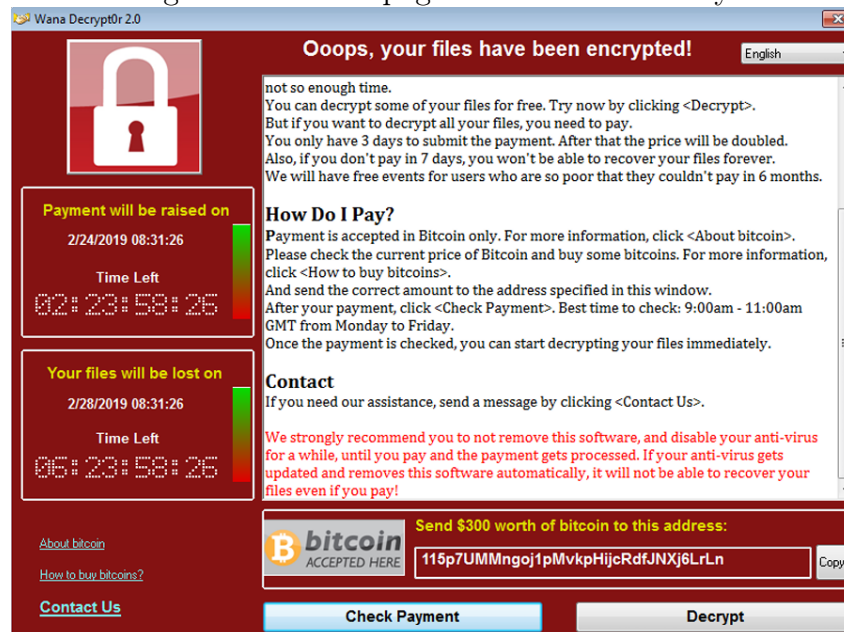 Wana Decrypt0r 2.0
Ooops, your files have been encrypted!
English
not so enough time.
You can decrypt some of your files for free. Try now by clicking <Decrypt>.
But if you want to decrypt all your files, you need to pay.
You only have 3 days to submit the payment. After that the price will be doubled.
Also, if you don't pay in 7 days, you won't be able to recover your files forever.
We will have free events for users who are so poor that they couldn't pay in 6 months.
How Do I Pay?
Payment is accepted in Bitcoin only. For more information, click <About bitcoin>.
Please check the current price of Bitcoin and buy some bitcoins. For more information,
click <How to buy bitcoins>.
And send the correct amount to the address specified in this window.
After your payment, click <Check Payment>. Best time to check: 9:00am - 11:00am
GMT from Monday to Friday.
Once the payment is checked, you can start decrypting your files immediately.
Contact
If you need our assistance, send a message by clicking <Contact Us>.
We strongly recommend you to not remove this software, and disable your anti-virus
for a while, until you pay and the payment gets processed. If your anti-virus gets
updated and removes this software automatically, it will not be able to recover your
files even if you pay!
Payment will be raised on
2/24/2019 08:31:26
Time Left
02:23:58:26
Your files will be lost on
2/28/2019 08:31:26
Time Left
06:23:58:26
About bitcoin
How to buy bitcoins?
Contact Us
bitcoin
ACCEPTED HERE
Send $300 worth of bitcoin to this address:
115p7UMMngoj1pMvkpHijcRdfJNXj6LrLn
Copy
Check Payment
Decrypt